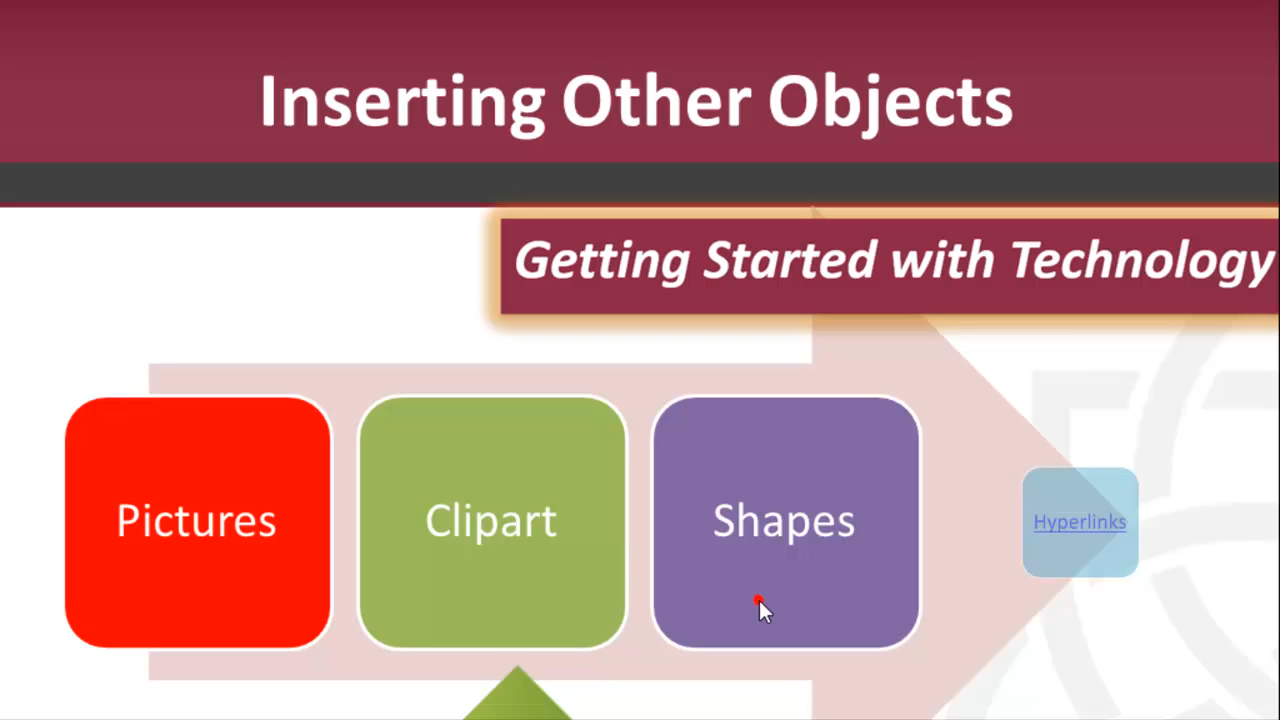 Inserting Other Objects
Getting Started with Technology
Pictures
Clipart
Shapes
Hyperlinks